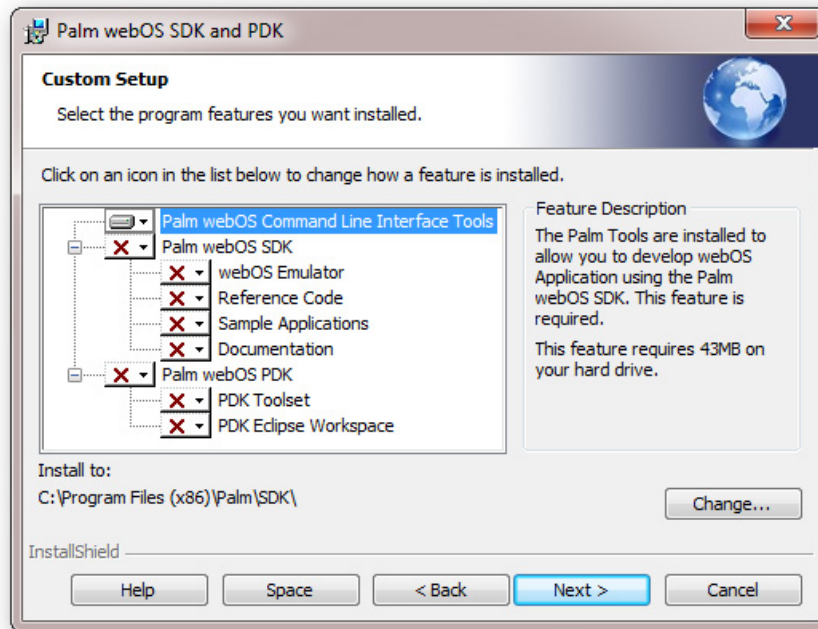 Palm webOS SDK and PDK
Custom Setup
Select the program features you want installed.
Click on an icon in the list below to change how a feature is installed.
Palm webOS Command Line Interface Tools
Palm webOS SDK
webOS Emulator
Reference Code
Sample Applications
Documentation
Palm webOS PDK
PDK Toolset
PDK Eclipse Workspace
Feature Description
The Palm Tools are installed to
allow you to develop webOS
Application using the Palm
webOS SDK. This feature is
required.
This feature requires 43MB on
your hard drive.
Install to:
C:\Program Files (x86)\Palm\SDK\
Change...
InstallShield
Help
Space
< Back
Next >
Cancel